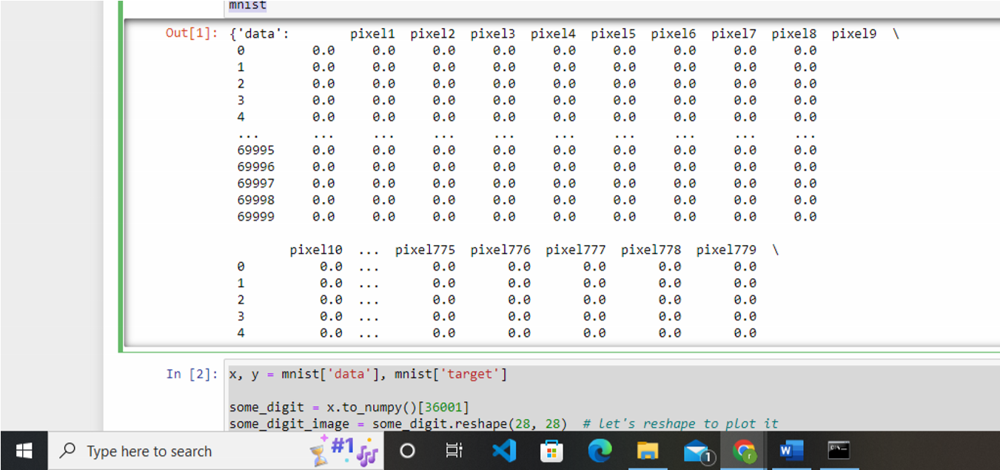 mnist
Out[1]: {'data':        pixel1  pixel2  pixel3  pixel4  pixel5  pixel6  pixel7  pixel8  pixel9  \
0         0.0     0.0     0.0     0.0     0.0     0.0     0.0     0.0     0.0
1         0.0     0.0     0.0     0.0     0.0     0.0     0.0     0.0     0.0
2         0.0     0.0     0.0     0.0     0.0     0.0     0.0     0.0     0.0
3         0.0     0.0     0.0     0.0     0.0     0.0     0.0     0.0     0.0
4         0.0     0.0     0.0     0.0     0.0     0.0     0.0     0.0     0.0
...       ...     ...     ...     ...     ...     ...     ...     ...     ...
69995     0.0     0.0     0.0     0.0     0.0     0.0     0.0     0.0     0.0
69996     0.0     0.0     0.0     0.0     0.0     0.0     0.0     0.0     0.0
69997     0.0     0.0     0.0     0.0     0.0     0.0     0.0     0.0     0.0
69998     0.0     0.0     0.0     0.0     0.0     0.0     0.0     0.0     0.0
69999     0.0     0.0     0.0     0.0     0.0     0.0     0.0     0.0     0.0
pixel10  ...  pixel775  pixel776  pixel777  pixel778  pixel779  \
0          0.0  ...       0.0       0.0       0.0       0.0       0.0
1          0.0  ...       0.0       0.0       0.0       0.0       0.0
2          0.0  ...       0.0       0.0       0.0       0.0       0.0
3          0.0  ...       0.0       0.0       0.0       0.0       0.0
4          0.0  ...       0.0       0.0       0.0       0.0       0.0
In [2]: x, y = mnist['data'], mnist['target']
some_digit = x.to_numpy()[36001]
some_digit_image = some_digit.reshape(28, 28)  # let's reshape to plot it
Type here to search #1 1 r W C:\